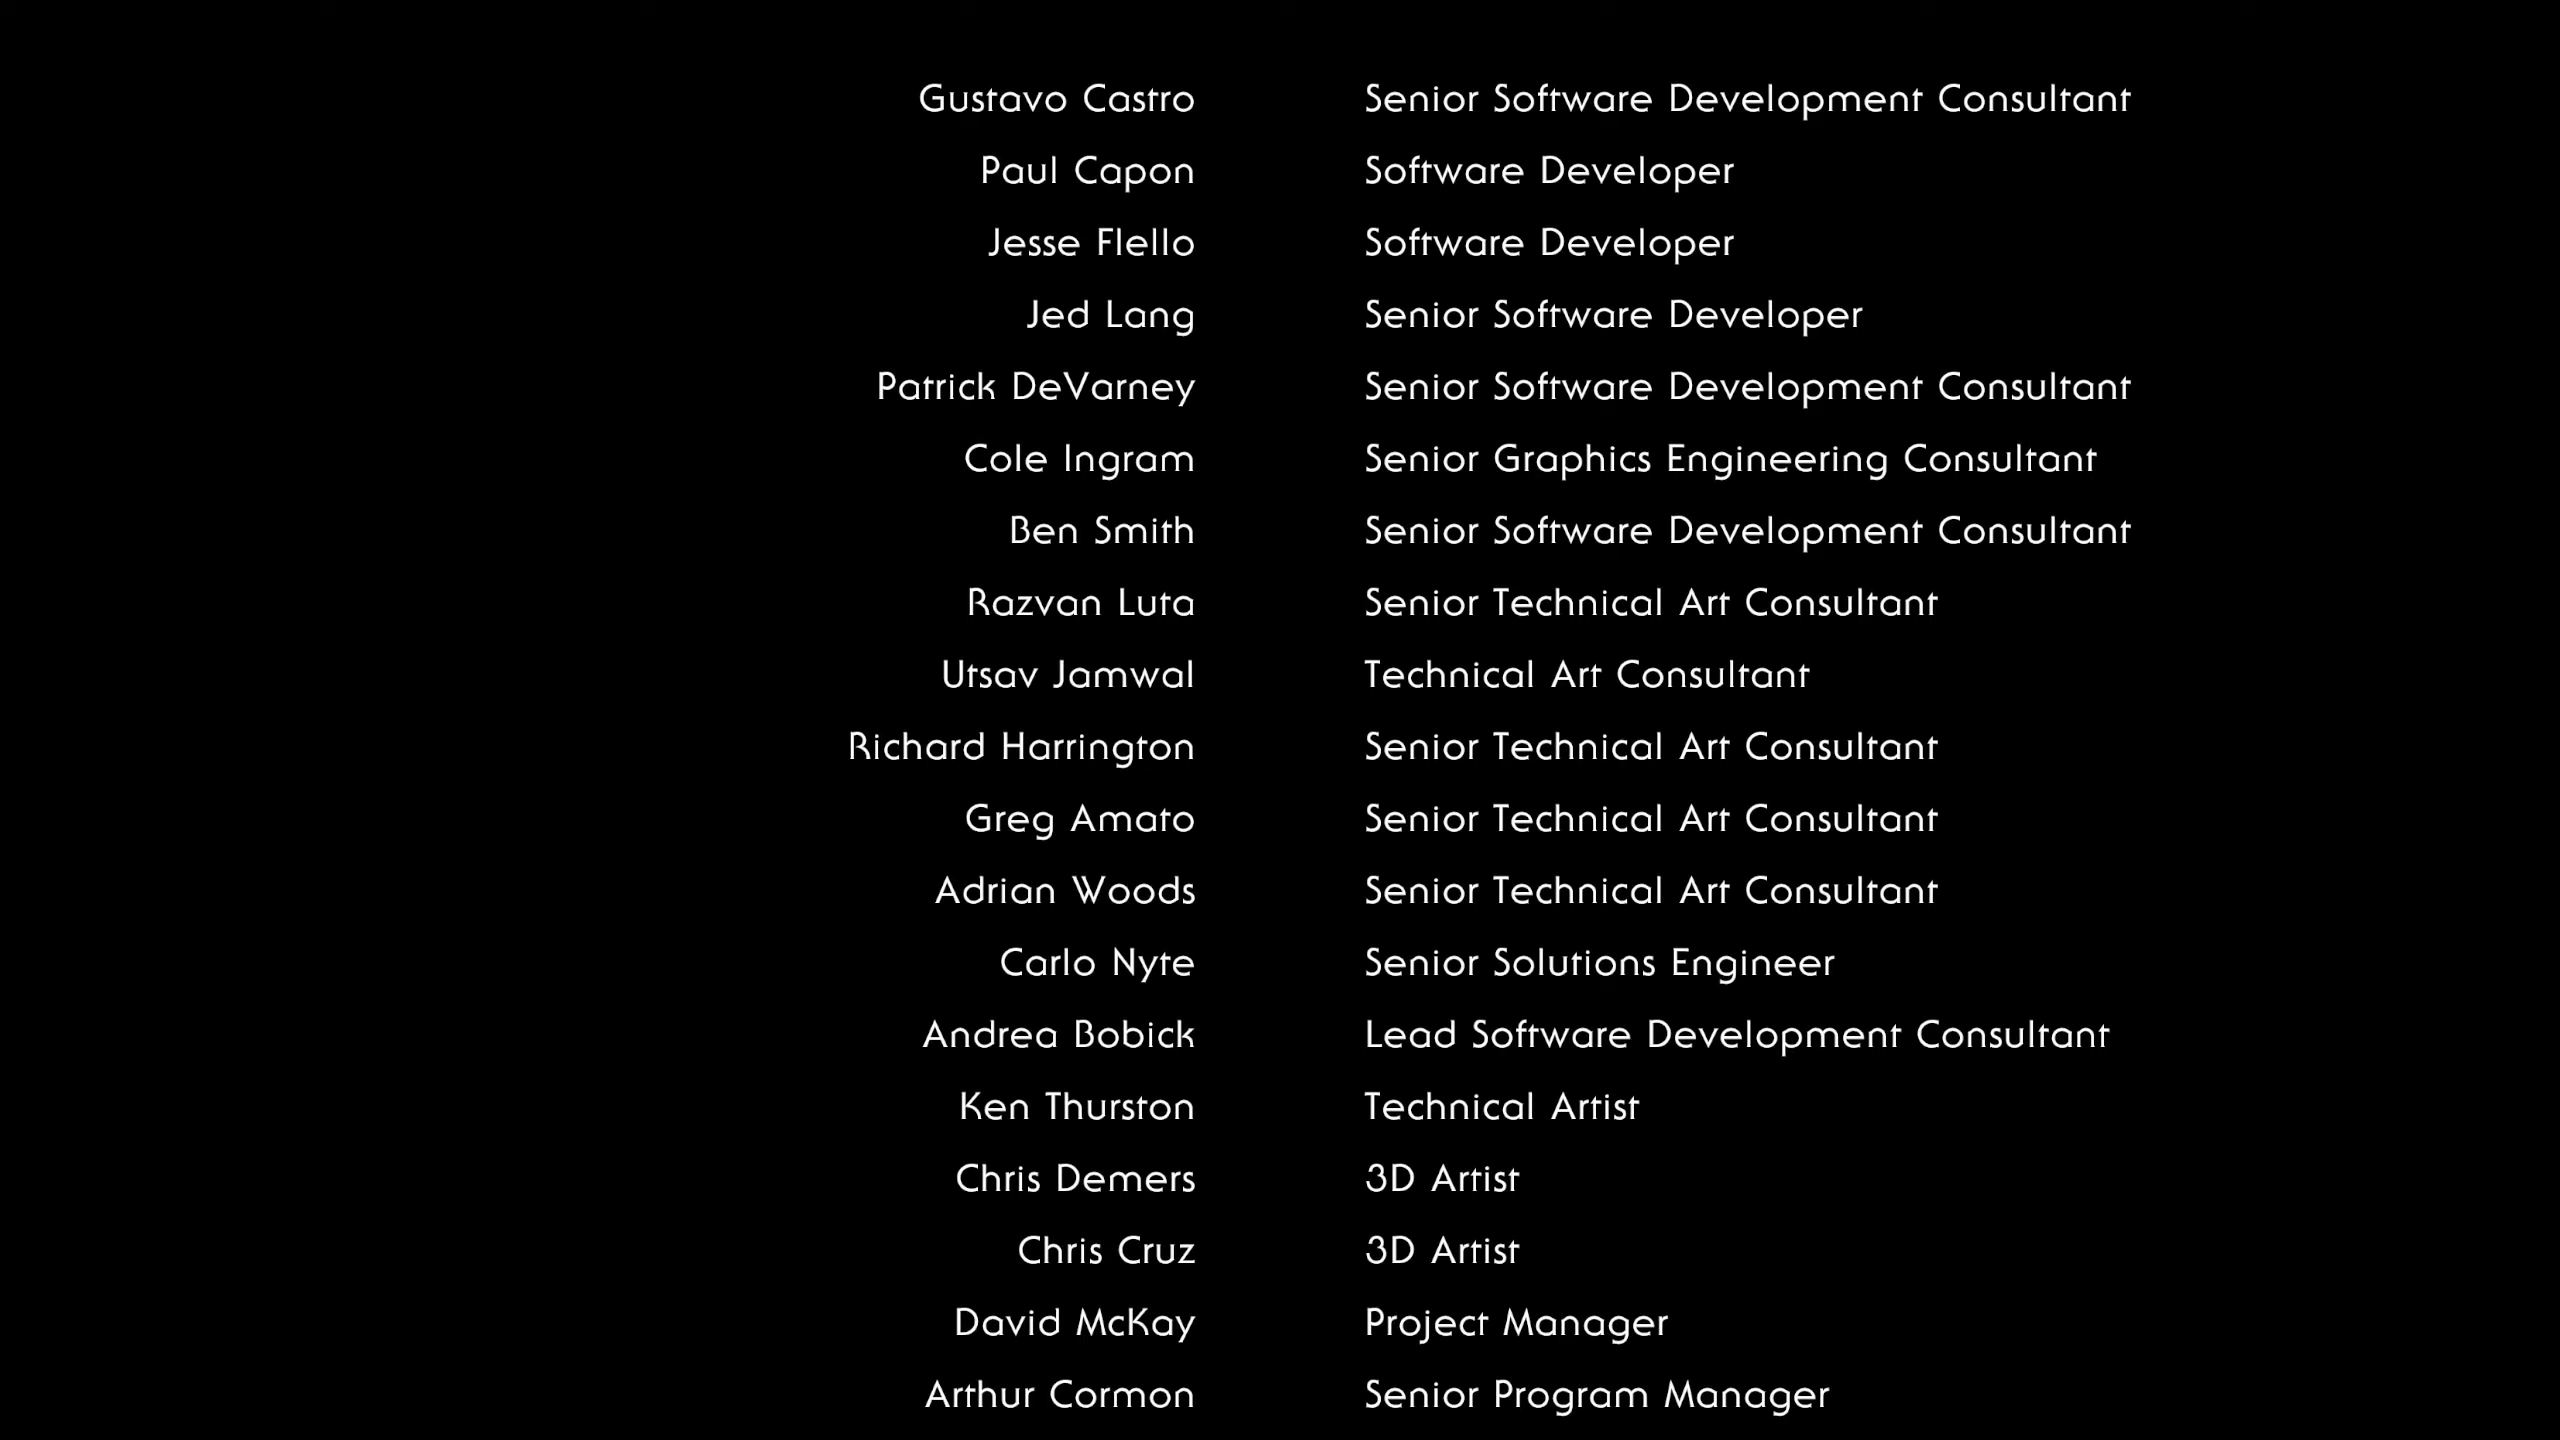 Gustavo Castro Senior Software Development Consultant
Paul Capon Software Developer
Jesse Flello Software Developer
Jed Lang Senior Software Developer
Patrick DeVarney Senior Software Development Consultant
Cole Ingram Senior Graphics Engineering Consultant
Ben Smith Senior Software Development Consultant
Razvan Luta Senior Technical Art Consultant
Utsav Jamwal Technical Art Consultant
Richard Harrington Senior Technical Art Consultant
Greg Amato Senior Technical Art Consultant
Adrian Woods Senior Technical Art Consultant
Carlo Nyte Senior Solutions Engineer
Andrea Bobick Lead Software Development Consultant
Ken Thurston Technical Artist
Chris Demers 3D Artist
Chris Cruz 3D Artist
David McKay Project Manager
Arthur Cormon Senior Program Manager